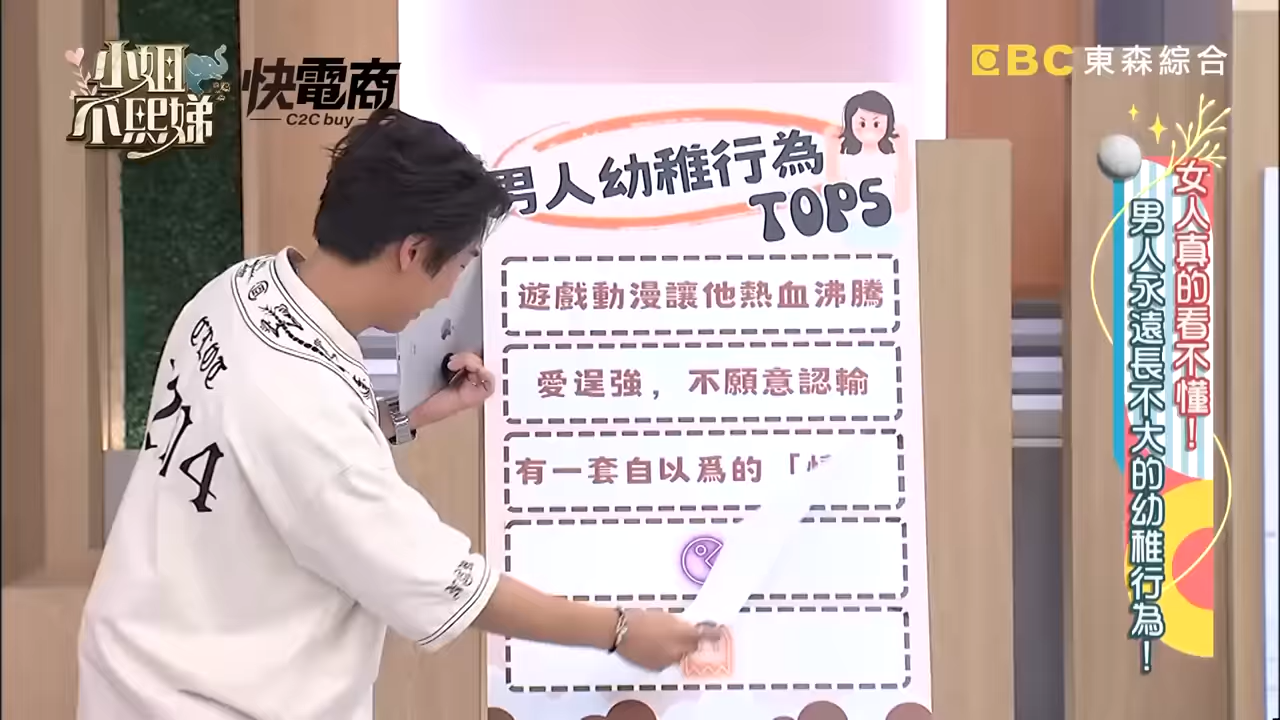 小姐不熙娣
快電商
C2C buy
EBC 東森綜合
男人幼稚行為
TOP5
遊戲動漫讓他熱血沸騰
愛逞強，不願意認輸
有一套自以爲的「
女人真的看不懂！
男人永遠長不大的幼稚行為！